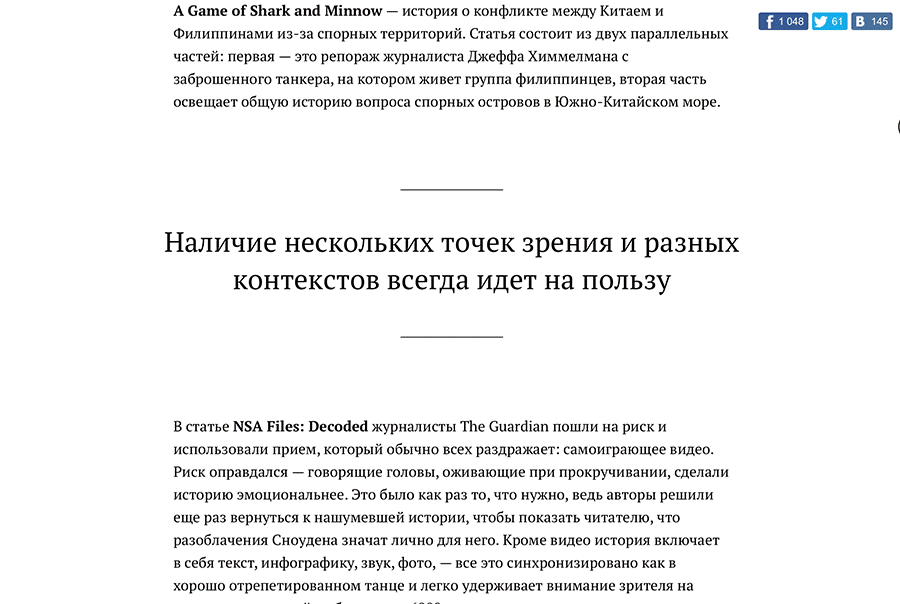 A Game of Shark and Minnow — история о конфликте между Китаем и
Филиппинами из-за спорных территорий. Статья состоит из двух параллельных
частей: первая — это репораж журналиста Джеффа Химмелмана с
заброшенного танкера, на котором живет группа филиппинцев, вторая часть
освещает общую историю вопроса спорных островов в Южно-Китайском море.
1 048 61 145
Наличие нескольких точек зрения и разных
контекстов всегда идет на пользу
В статье NSA Files: Decoded журналисты The Guardian пошли на риск и
использовали прием, который обычно всех раздражает: самоиграющее видео.
Риск оправдался — говорящие головы, оживающие при прокручивании, сделали
историю эмоциональнее. Это было как раз то, что нужно, ведь авторы решили
еще раз вернуться к нашумевшей истории, чтобы показать читателю, что
разоблачения Сноудена значат лично для него. Кроме видео история включает
в себя текст, инфографику, звук, фото, — все это синхронизировано как в
хорошо отрепетированном танце и легко удерживает внимание зрителя на